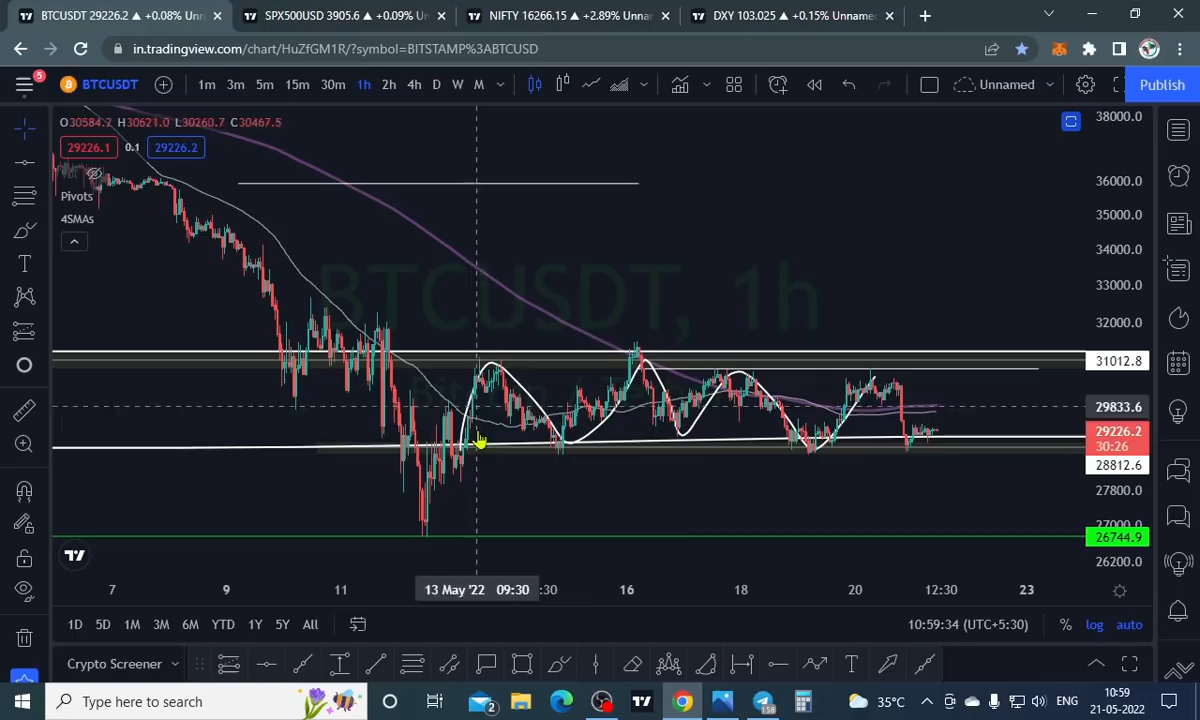 BTCUSDT 29226.2 ▲ +0.08% Unn
SPX500USD 3905.6 ▲ +0.09% Un
NIFTY 16266.15 ▲ +2.89% Unnar
DXY 103.025 ▲ +0.15% Unname
in.tradingview.com/chart/HuZfGM1R/?symbol=BITSTAMP%3ABTCUSD
5
BTCUSDT 1m 3m 5m 15m 30m 1h 2h 4h D W M Unnamed Publish
O30584.2 H30621.0 L30260.7 C30467.5
29226.1 0.1 29226.2
Vol
Pivots
4SMAs
BTCUSDT, 1h
38000.0
36000.0
35000.0
34000.0
33000.0
32000.0
31012.8
29833.6
29226.2
30:26
28812.6
27800.0
27000.0
26744.9
26200.0
7 9 11 13 May '22 09:30 :30 16 18 20 12:30 23
1D 5D 1M 3M 6M YTD 1Y 5Y All 10:59:34 (UTC+5:30) % log auto
Crypto Screener
Type here to search
2
158
35°C ENG
10:59
21-05-2022